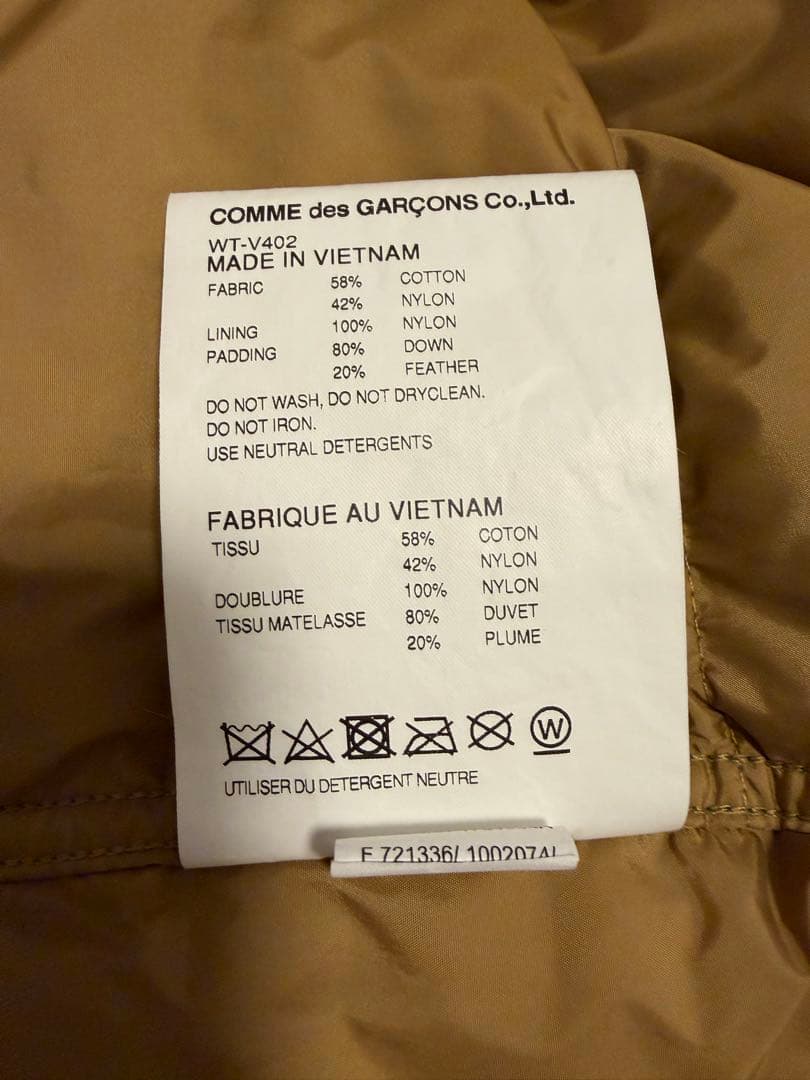 COMME des GARÇONS Co.,Ltd.
WT-V402
MADE IN VIETNAM
FABRIC 58% COTTON
42% NYLON
LINING 100% NYLON
PADDING 80% DOWN
20% FEATHER
DO NOT WASH, DO NOT DRYCLEAN.
DO NOT IRON.
USE NEUTRAL DETERGENTS
FABRIQUE AU VIETNAM
TISSU 58% COTON
42% NYLON
DOUBLURE 100% NYLON
TISSU MATELASSE 80% DUVET
20% PLUME
W
UTILISER DU DETERGENT NEUTRE
F 721336/ 1002074/